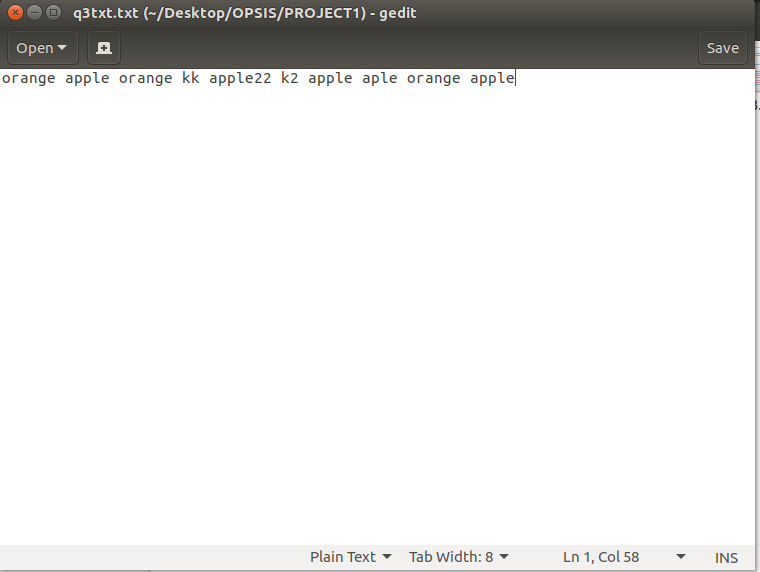 q3txt.txt (~/Desktop/OPSIS/PROJECT1) - gedit
Open Save
orange apple orange kk apple22 k2 apple aple orange apple
Plain Text Tab Width: 8 Ln 1, Col 58 INS